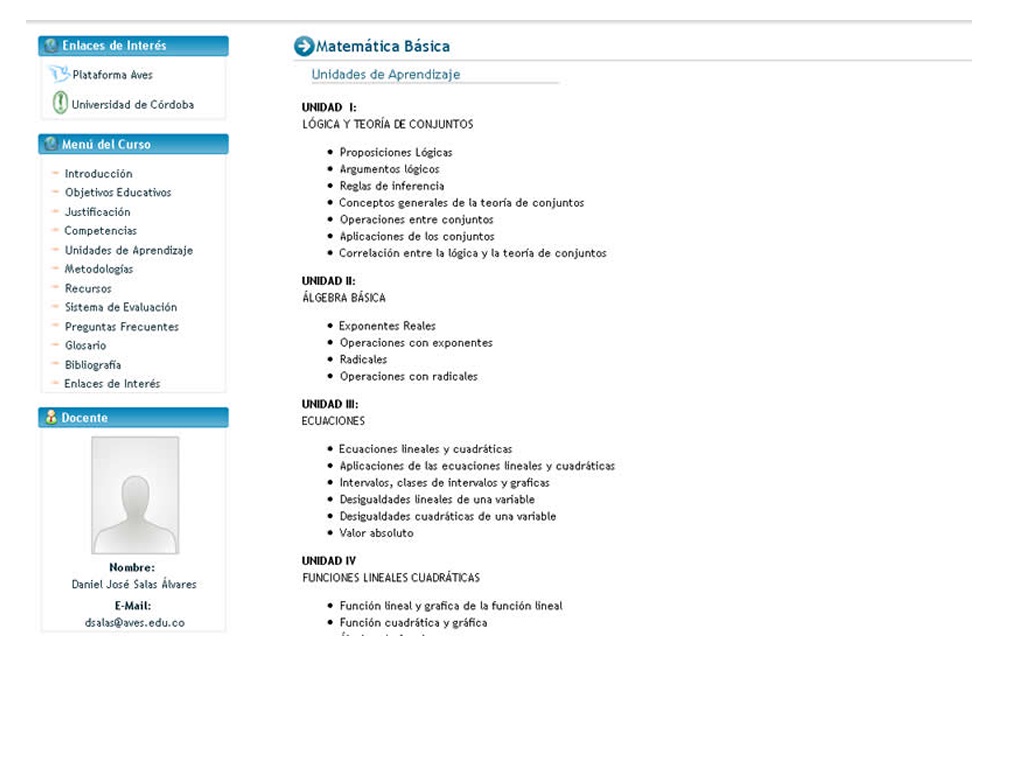 Enlaces de Interés
Plataforma Aves
Universidad de Córdoba
Menú del Curso
Introducción
Objetivos Educativos
Justificación
Competencias
Unidades de Aprendizaje
Metodologías
Recursos
Sistema de Evaluación
Preguntas Frecuentes
Glosario
Bibliografía
Enlaces de Interés
Docente
Nombre:
Daniel José Salas Álvares
E-Mail:
dsalas@aves.edu.co
Matemática Básica
Unidades de Aprendizaje
UNIDAD I:
LÓGICA Y TEORÍA DE CONJUNTOS
• Proposiciones Lógicas
• Argumentos lógicos
• Reglas de inferencia
• Conceptos generales de la teoría de conjuntos
• Operaciones entre conjuntos
• Aplicaciones de los conjuntos
• Correlación entre la lógica y la teoría de conjuntos
UNIDAD II:
ÁLGEBRA BÁSICA
• Exponentes Reales
• Operaciones con exponentes
• Radicales
• Operaciones con radicales
UNIDAD III:
ECUACIONES
• Ecuaciones lineales y cuadráticas
• Aplicaciones de las ecuaciones lineales y cuadráticas
• Intervalos, clases de intervalos y graficas
• Desigualdades lineales de una variable
• Desigualdades cuadráticas de una variable
• Valor absoluto
UNIDAD IV
FUNCIONES LINEALES CUADRÁTICAS
• Función lineal y grafica de la función lineal
• Función cuadrática y gráfica